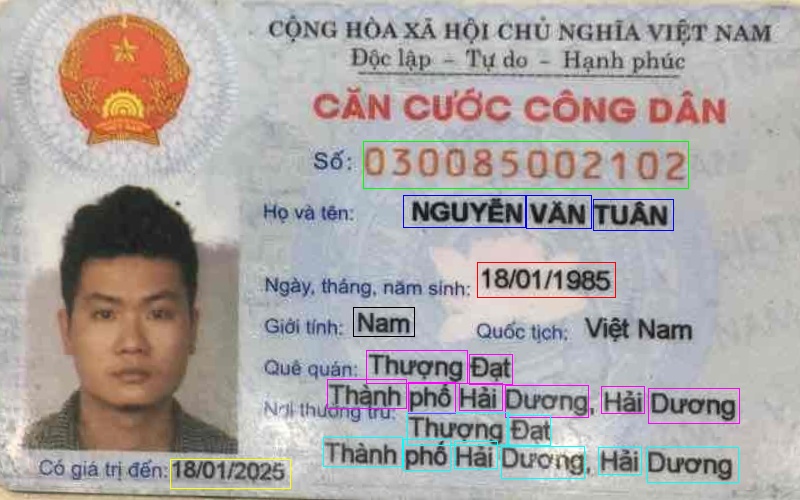 CỘNG HÒA XÃ HỘI CHỦ NGHĨA VIỆT NAM
Độc lập - Tự do - Hạnh phúc
CĂN CƯỚC CÔNG DÂN
Số: 030085002102
Họ và tên: NGUYỄN VĂN TUÂN
Ngày, tháng, năm sinh: 18/01/1985
Giới tính: Nam Quốc tịch: Việt Nam
Quê quán: Thượng Đạt
Thành phố Hải Dương, Hải Dương
Nơi thường trú: Thượng Đạt
Thành phố Hải Dương, Hải Dương
Có giá trị đến: 18/01/2025